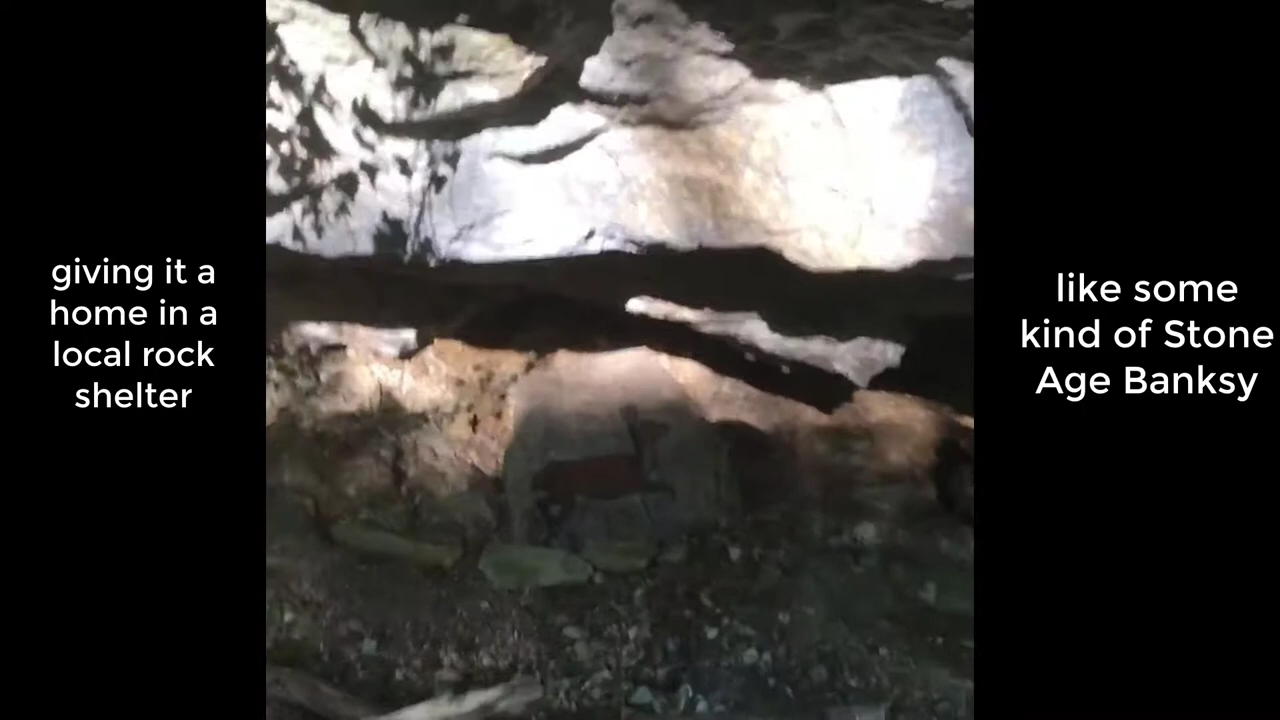 giving it a
home in a
local rock
shelter
like some
kind of Stone
Age Banksy